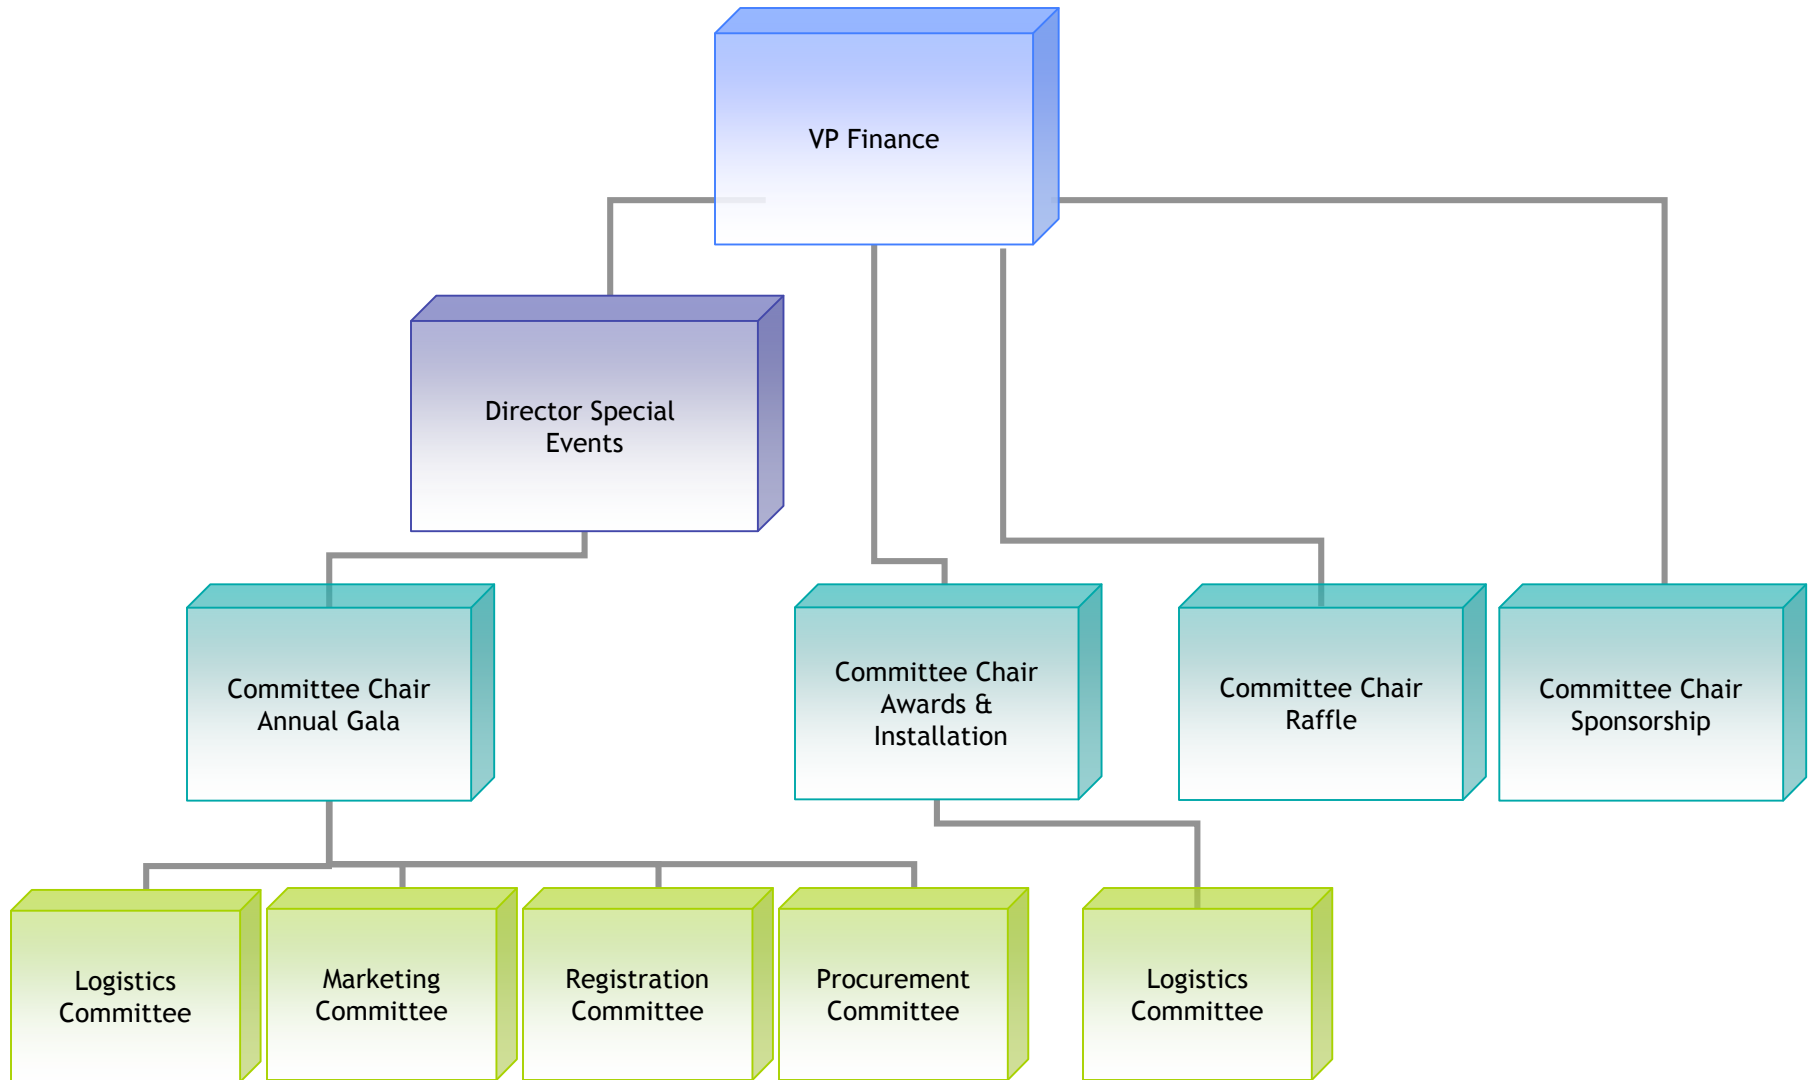 VP Finance
Director Special
Events
Committee Chair
Annual Gala
Committee Chair
Awards &
Installation
Committee Chair
Raffle
Committee Chair
Sponsorship
Logistics
Committee
Marketing
Committee
Registration
Committee
Procurement
Committee
Logistics
Committee